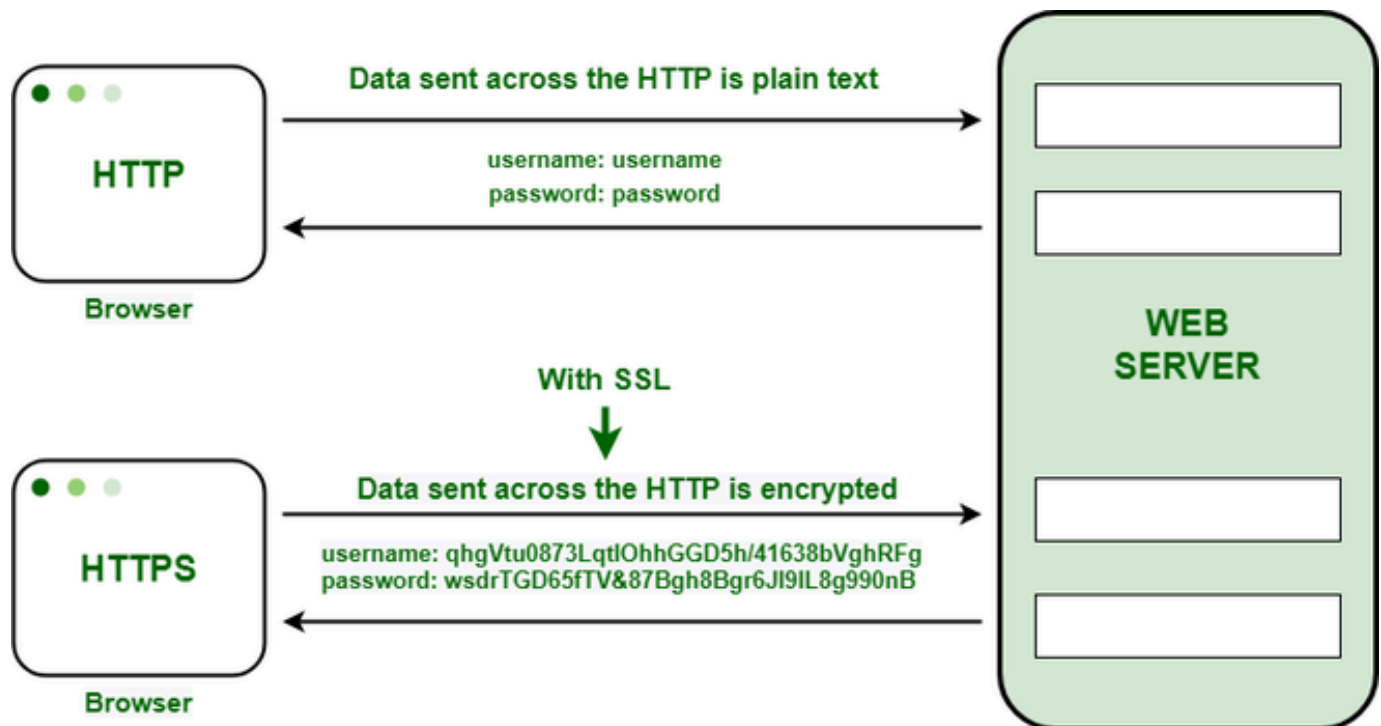 Data sent across the HTTP is plain text
HTTP
username: username
password: password
Browser
WEB
SERVER
With SSL
Data sent across the HTTP is encrypted
HTTPS
username: qhgVtu0873LqtlOhhGGD5h/41638bVghRFg
password: wsdrTGD65fTV&87Bgh8Bgr6Jl9lL8g990nB
Browser